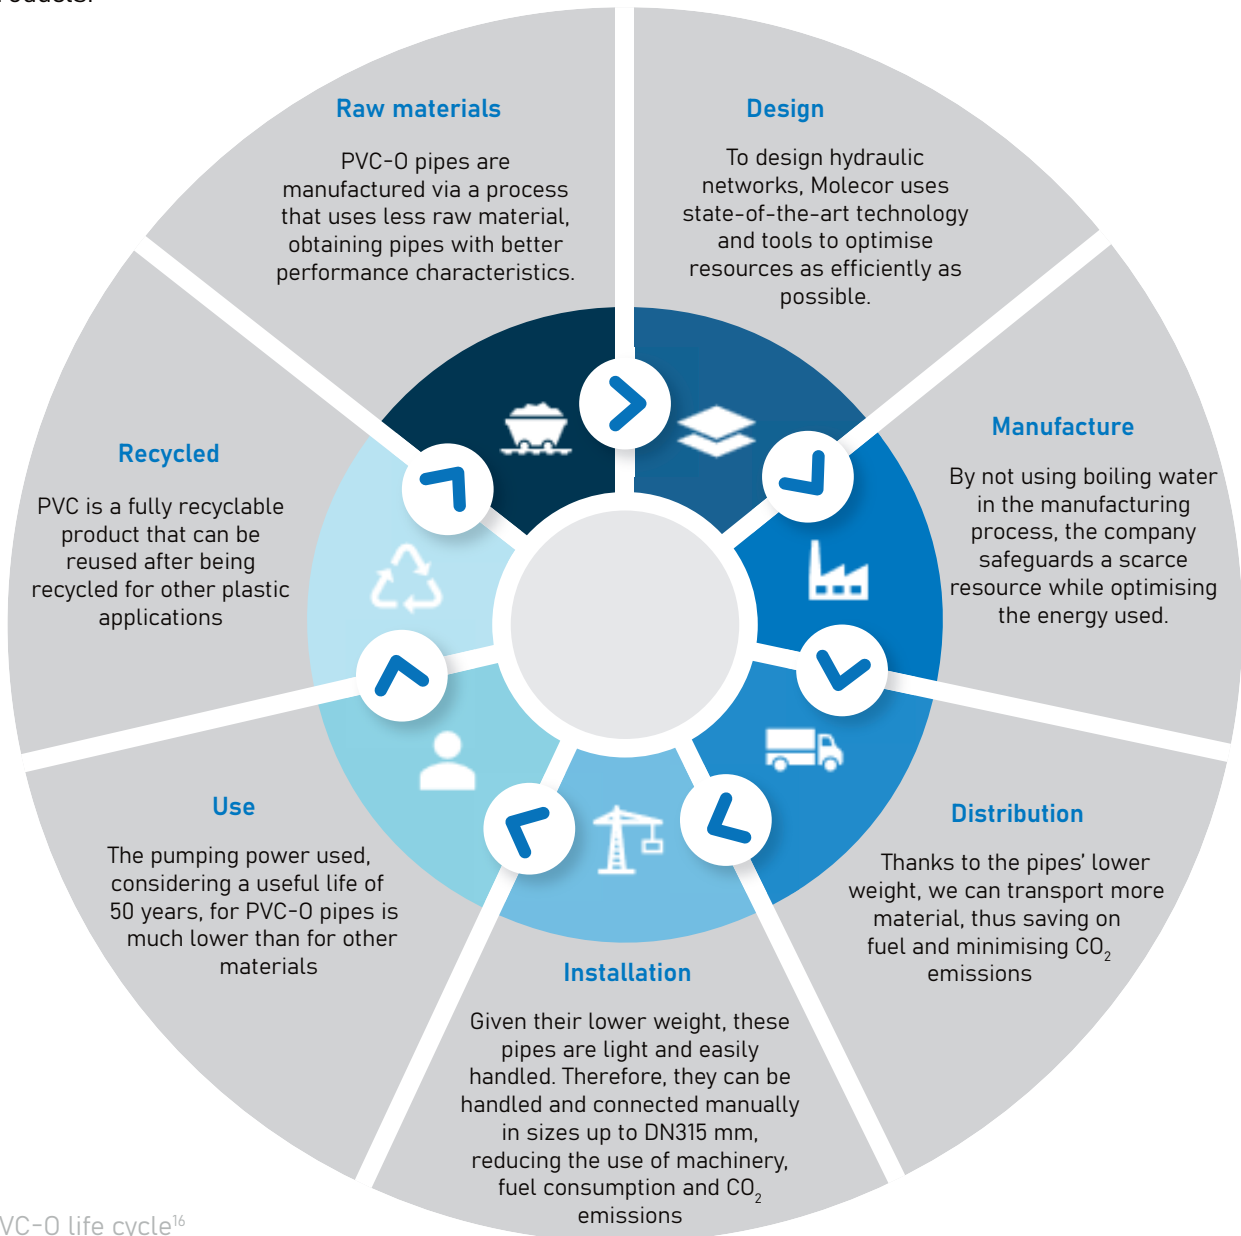 Raw materials
PVC-O pipes are
manufactured via a process
that uses less raw material,
obtaining pipes with better
performance characteristics.
Design
To design hydraulic
networks, Molecor uses
state-of-the-art technology
and tools to optimise
resources as efficiently as
possible.
Manufacture
By not using boiling water
in the manufacturing
process, the company
safeguards a scarce
resource while optimising
the energy used.
Distribution
Thanks to the pipes’ lower
weight, we can transport more
material, thus saving on
fuel and minimising CO₂
emissions
Installation
Given their lower weight, these
pipes are light and easily
handled. Therefore, they can be
handled and connected manually
in sizes up to DN315 mm,
reducing the use of machinery,
fuel consumption and CO₂
emissions
Use
The pumping power used,
considering a useful life of
50 years, for PVC-O pipes is
much lower than for other
materials
Recycled
PVC is a fully recyclable
product that can be
reused after being
recycled for other plastic
applications
VC-O life cycle¹⁶